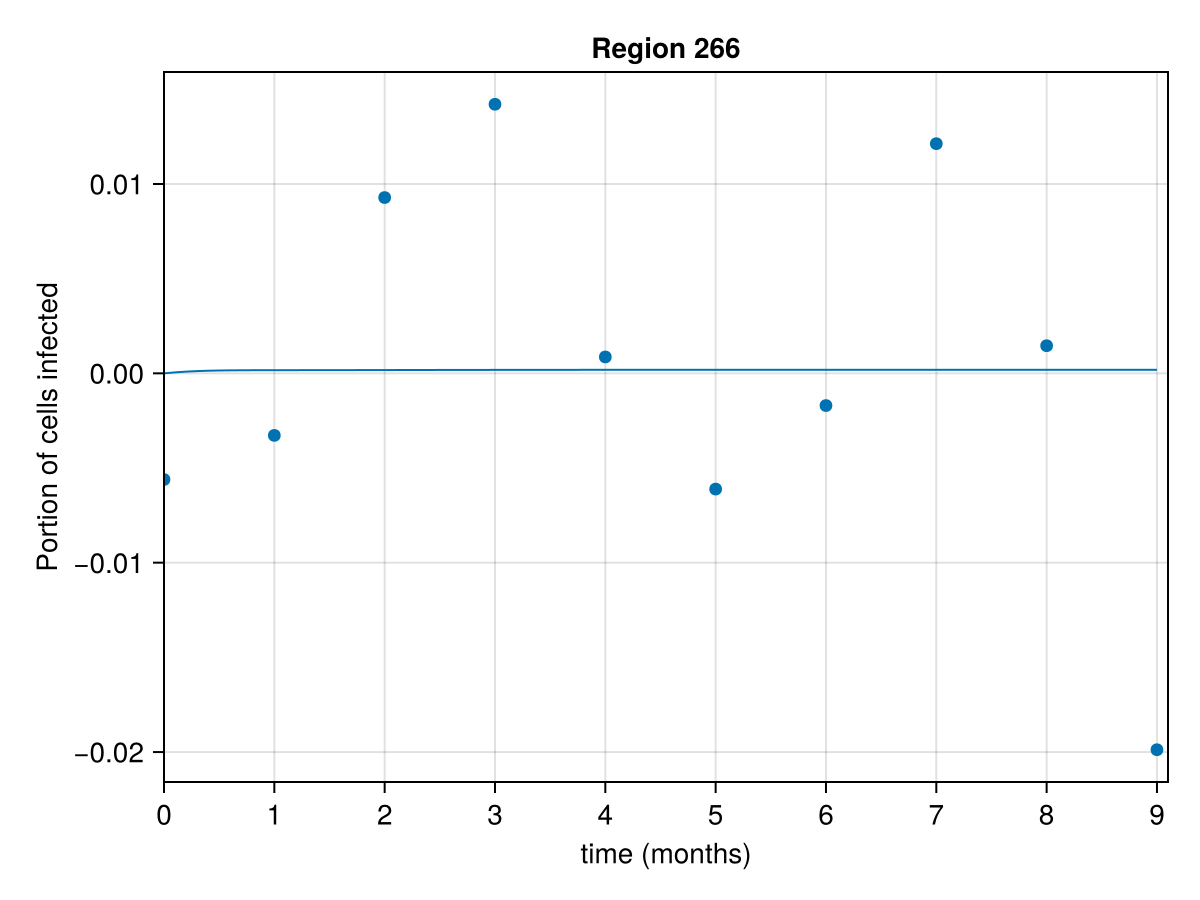 Region 266
Portion of cells infected
0.01
0.00
−0.01
−0.02
0 1 2 3 4 5 6 7 8 9
time (months)